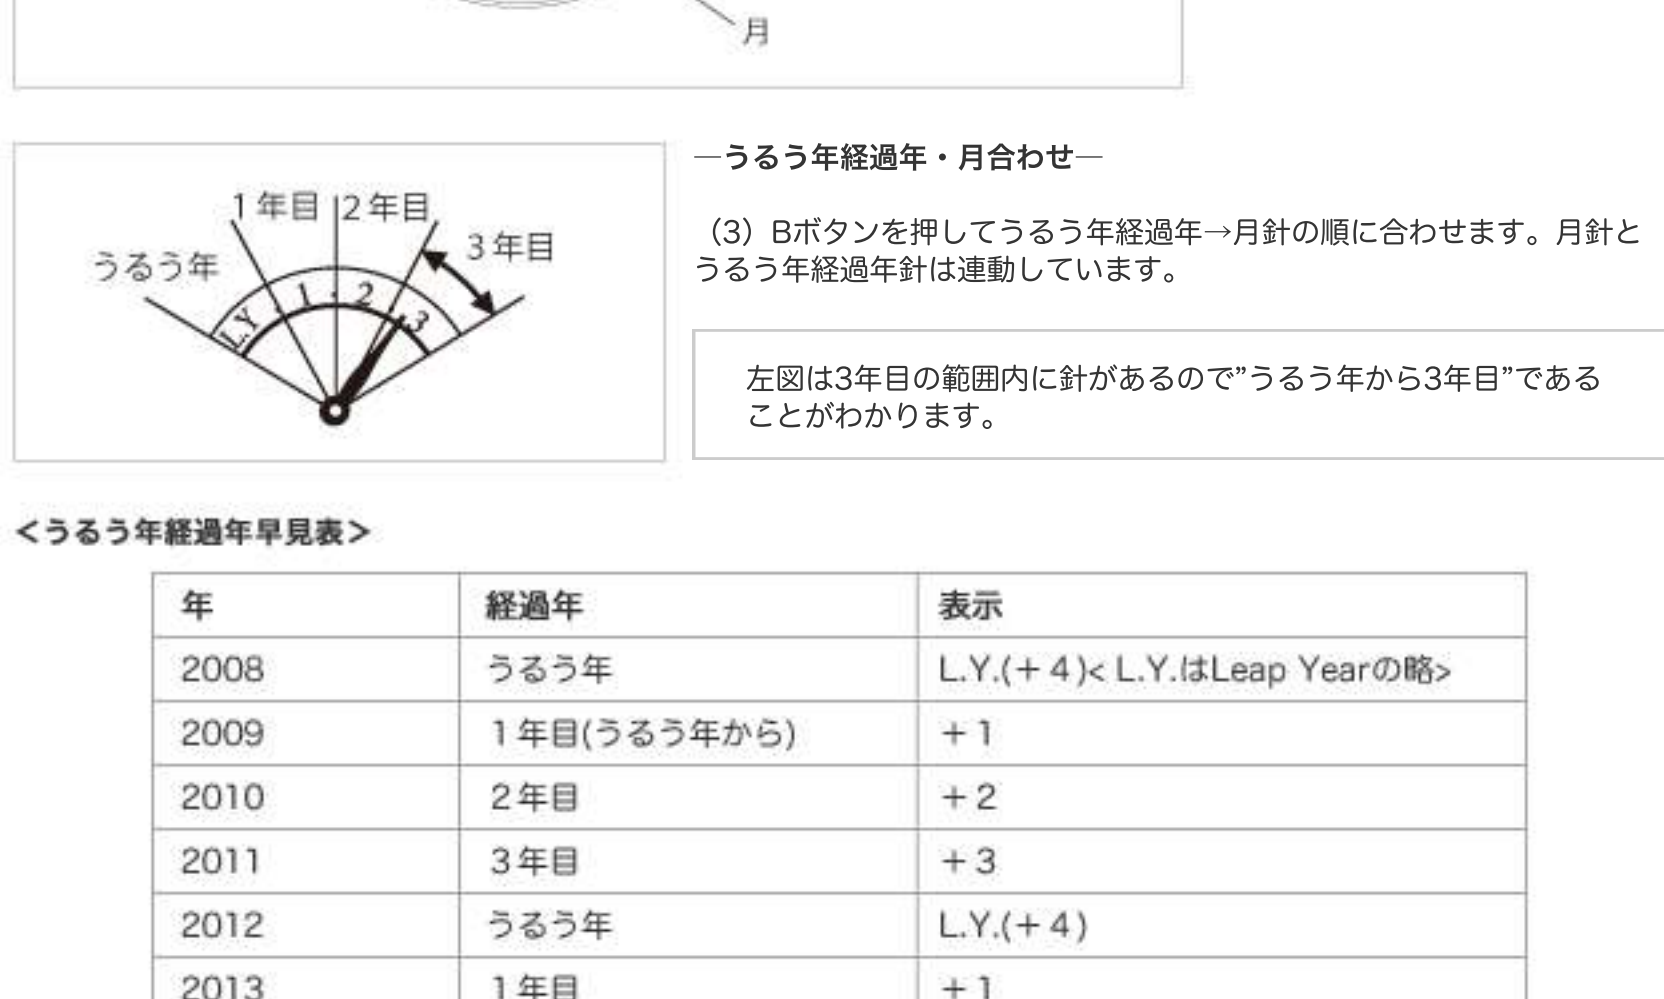 月
1年目
2年目
3年目
うるう年
L.Y
1
2
3
―うるう年経過年・月合わせ―
（3）Bボタンを押してうるう年経過年→月針の順に合わせます。月針と
うるう年経過年針は連動しています。
左図は3年目の範囲内に針があるので”うるう年から3年目”である
ことがわかります。
＜うるう年経過年早見表＞
年 経過年 表示
2008 うるう年 L.Y.(＋4)< L.Y.はLeap Yearの略>
2009 1年目(うるう年から) ＋1
2010 2年目 ＋2
2011 3年目 ＋3
2012 うるう年 L.Y.(＋4)
2013 1年目 ＋1